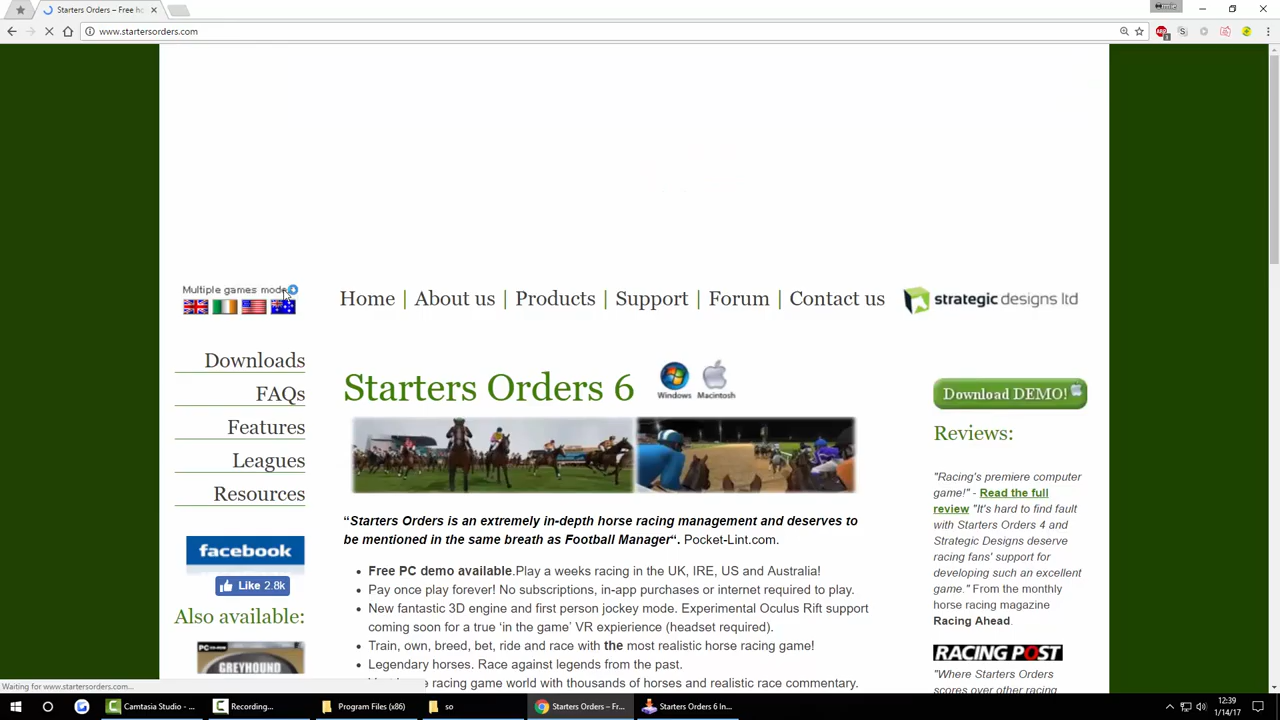 Starters Orders – Free ho
www.startersorders.com
Multiple games mode
Home | About us | Products | Support | Forum | Contact us
strategic designs ltd
Downloads
FAQs
Features
Leagues
Resources
facebook
Like 2.8k
Also available:
PC CD-ROM
GREYHOUND
Starters Orders 6
Windows
Macintosh
“Starters Orders is an extremely in-depth horse racing management and deserves to
be mentioned in the same breath as Football Manager“. Pocket-Lint.com.
• Free PC demo available.Play a weeks racing in the UK, IRE, US and Australia!
• Pay once play forever! No subscriptions, in-app purchases or internet required to play.
• New fantastic 3D engine and first person jockey mode. Experimental Oculus Rift support
coming soon for a true ‘in the game’ VR expierience (headset required).
• Train, own, breed, bet, ride and race with the most realistic horse racing game!
• Legendary horses. Race against legends from the past.
racing game world with thousands of horses and realistic race commentary.
Download DEMO!
Reviews:
"Racing's premiere computer
game!" - Read the full
review "It's hard to find fault
with Starters Orders 4 and
Strategic Designs deserve
racing fans' support for
developing such an excellent
game." From the monthly
horse racing magazine
Racing Ahead.
RACING POST
"Where Starters Orders
scores over other racing
Waiting for www.startersorders.com...
Camtasia Studio - ...
Recording...
Program Files (x86)
so
Starters Orders – Fr...
Starters Orders 6 In...
12:39
1/14/17